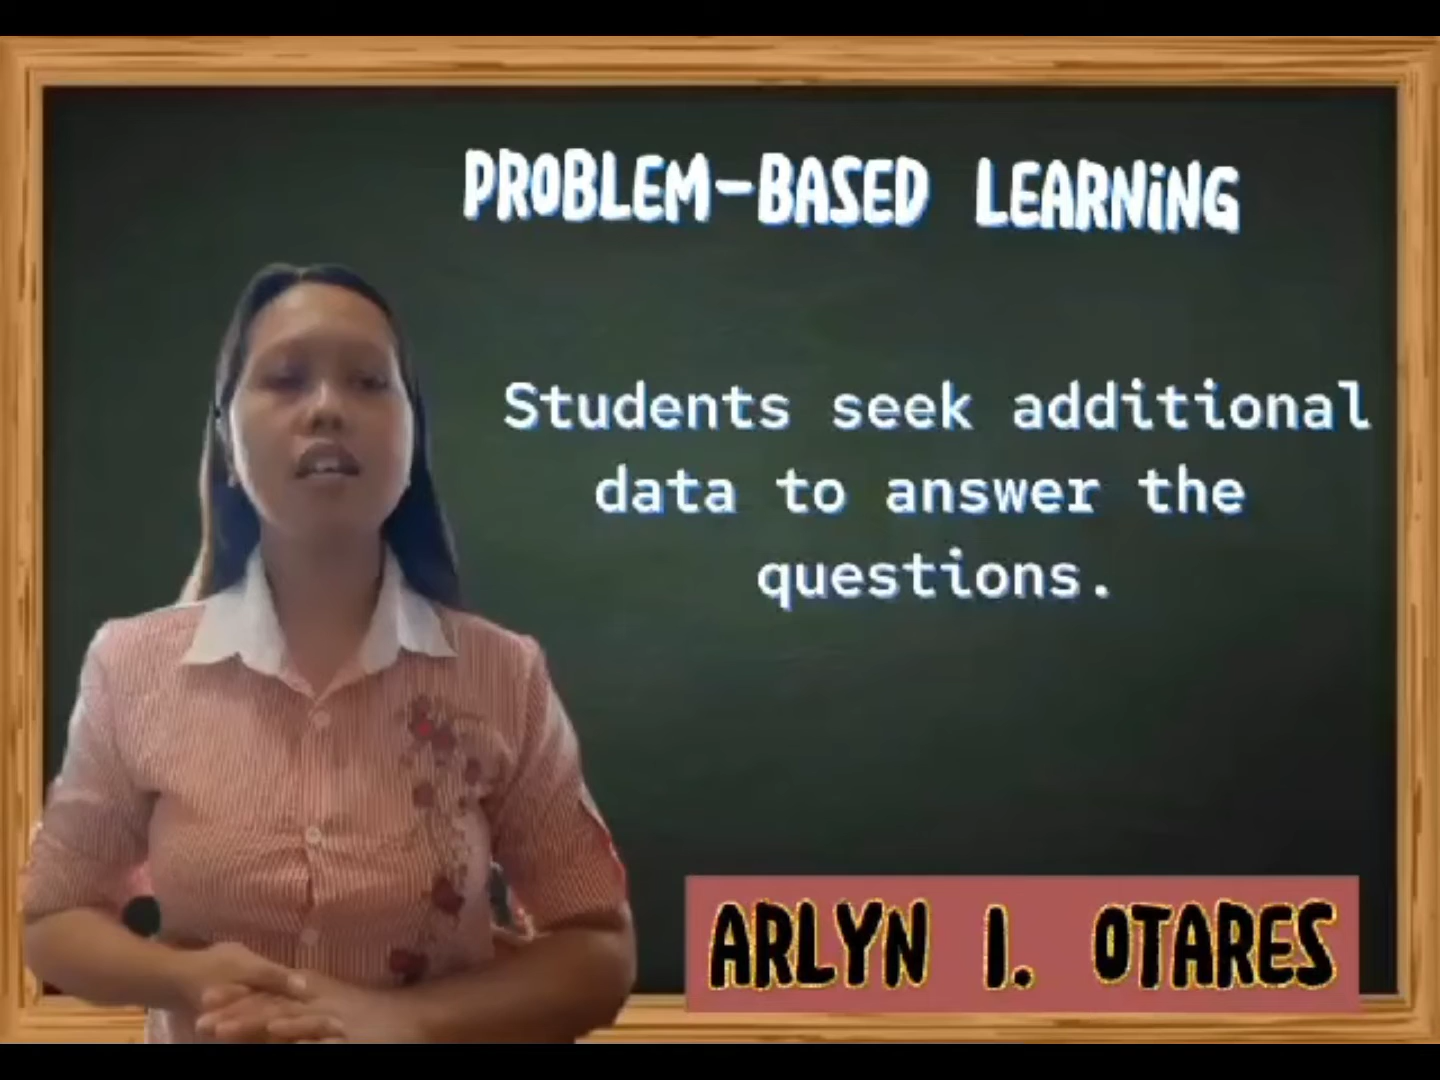 PROBLEM-BASED LEARNING
Students seek additional
data to answer the
questions.
ARLYN I. OTARES